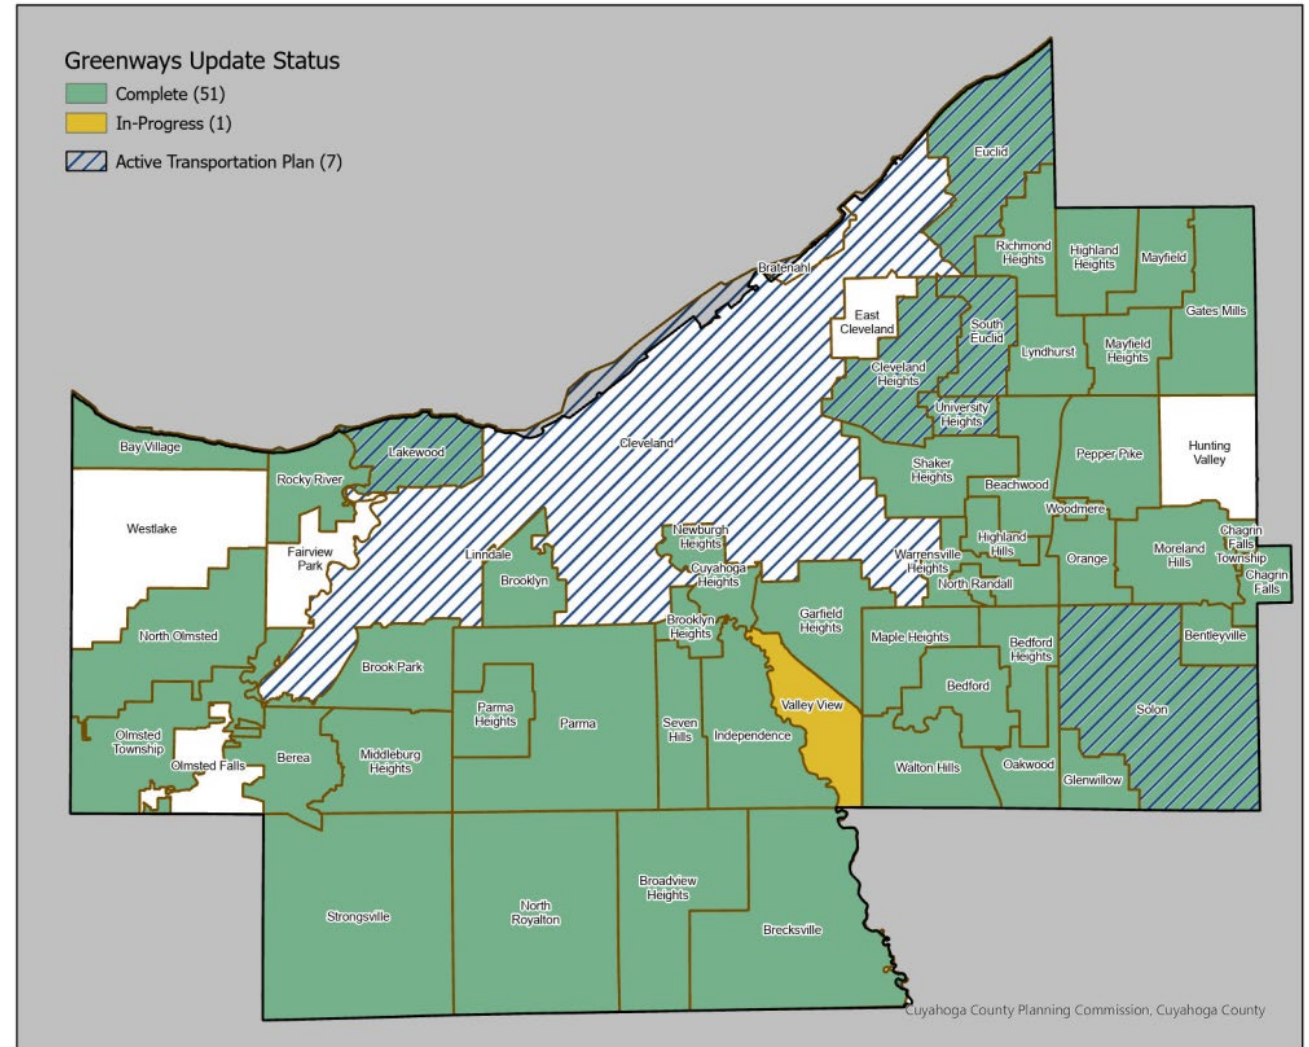 Greenways Update Status
Complete (51)
In-Progress (1)
Active Transportation Plan (7)
Euclid
Richmond
Heights
Highland
Heights
Mayfield
Bratenahl
Gates Mills
East
Cleveland
South
Euclid
Lyndhurst
Mayfield
Heights
Cleveland
Heights
University
Heights
Bay Village
Lakewood
Cleveland
Rocky River
Shaker
Heights
Beachwood
Pepper Pike
Hunting
Valley
Woodmere
Westlake
Fairview
Park
Linndale
Brooklyn
Newburgh
Heights
Cuyahoga
Heights
Warrensville
Heights
Highland
Hills
North Randall
Orange
Moreland
Hills
Chagrin
Falls
Township
Chagrin
Falls
North Olmsted
Brook Park
Brooklyn
Heights
Garfield
Heights
Maple Heights
Bedford
Heights
Bentleyville
Bedford
Valley View
Solon
Olmsted
Township
Olmsted Falls
Berea
Middleburg
Heights
Parma
Heights
Parma
Seven
Hills
Independence
Walton Hills
Oakwood
Glenwillow
Strongsville
North
Royalton
Broadview
Heights
Brecksville
Cuyahoga County Planning Commission, Cuyahoga County